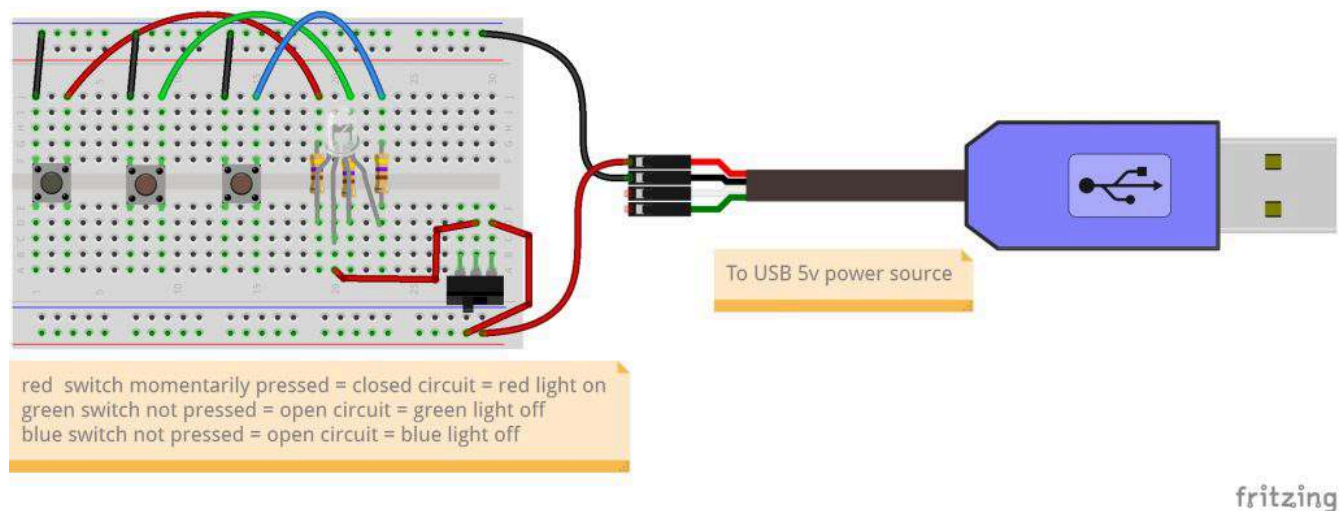 To USB 5v power source
red  switch momentarily pressed = closed circuit = red light on
green switch not pressed = open circuit = green light off
blue switch not pressed = open circuit = blue light off
fritzing